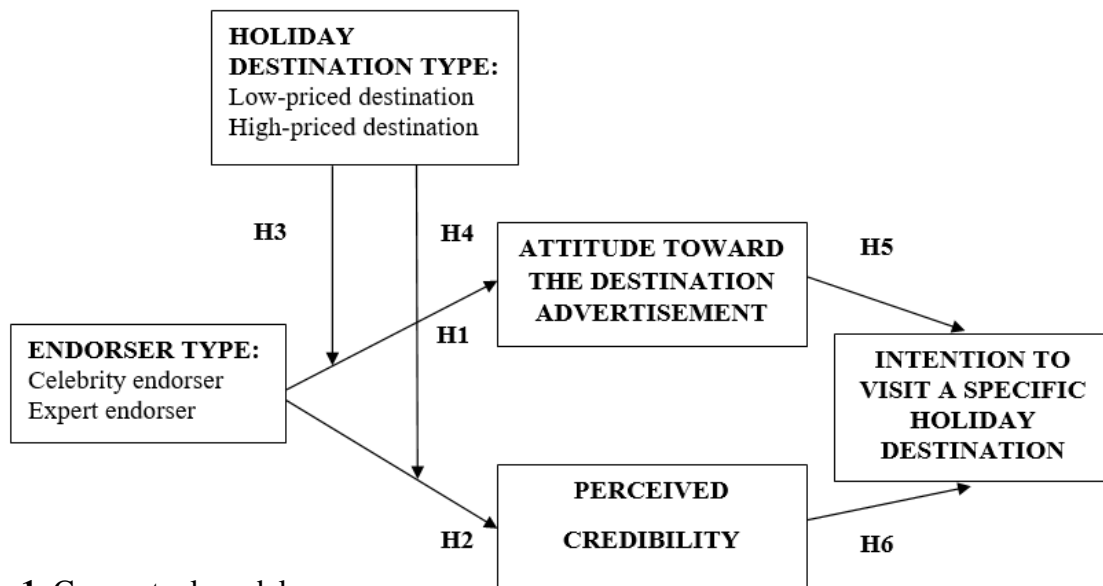 HOLIDAY
DESTINATION TYPE:
Low-priced destination
High-priced destination
H3
H4
ATTITUDE TOWARD
THE DESTINATION
ADVERTISEMENT
H5
H1
ENDORSER TYPE:
Celebrity endorser
Expert endorser
INTENTION TO
VISIT A SPECIFIC
HOLIDAY
DESTINATION
PERCEIVED
CREDIBILITY
H2
H6